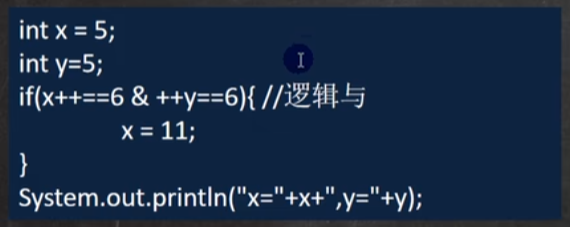 int x = 5;
int y=5;
if(x++==6 & ++y==6){ //逻辑与
x = 11;
}
System.out.println("x="+x+",y="+y);